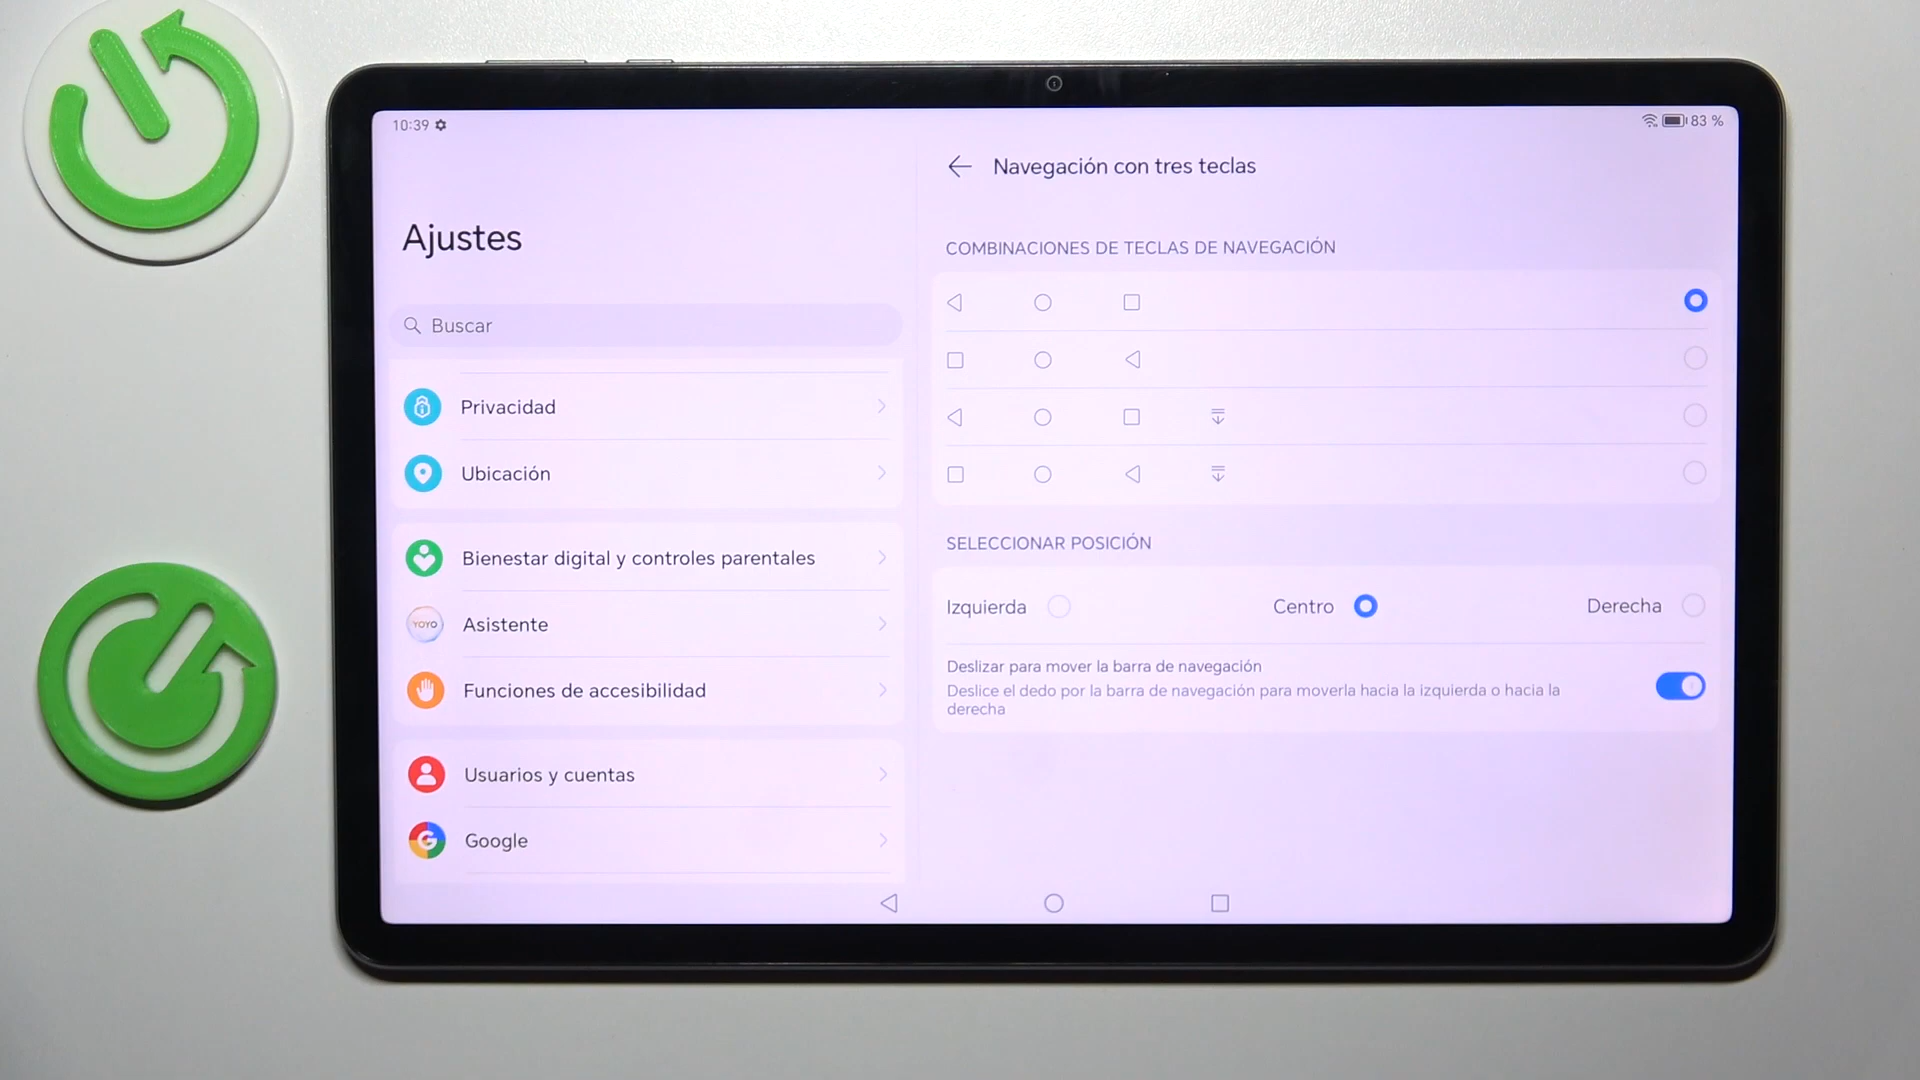 10:39
83 %
Navegación con tres teclas
Ajustes
COMBINACIONES DE TECLAS DE NAVEGACIÓN
Buscar
Privacidad
Ubicación
Bienestar digital y controles parentales
YOYO
Asistente
Funciones de accesibilidad
Usuarios y cuentas
G
Google
SELECCIONAR POSICIÓN
Izquierda
Centro
Derecha
Deslizar para mover la barra de navegación
Deslice el dedo por la barra de navegación para moverla hacia la izquierda o hacia la
derecha